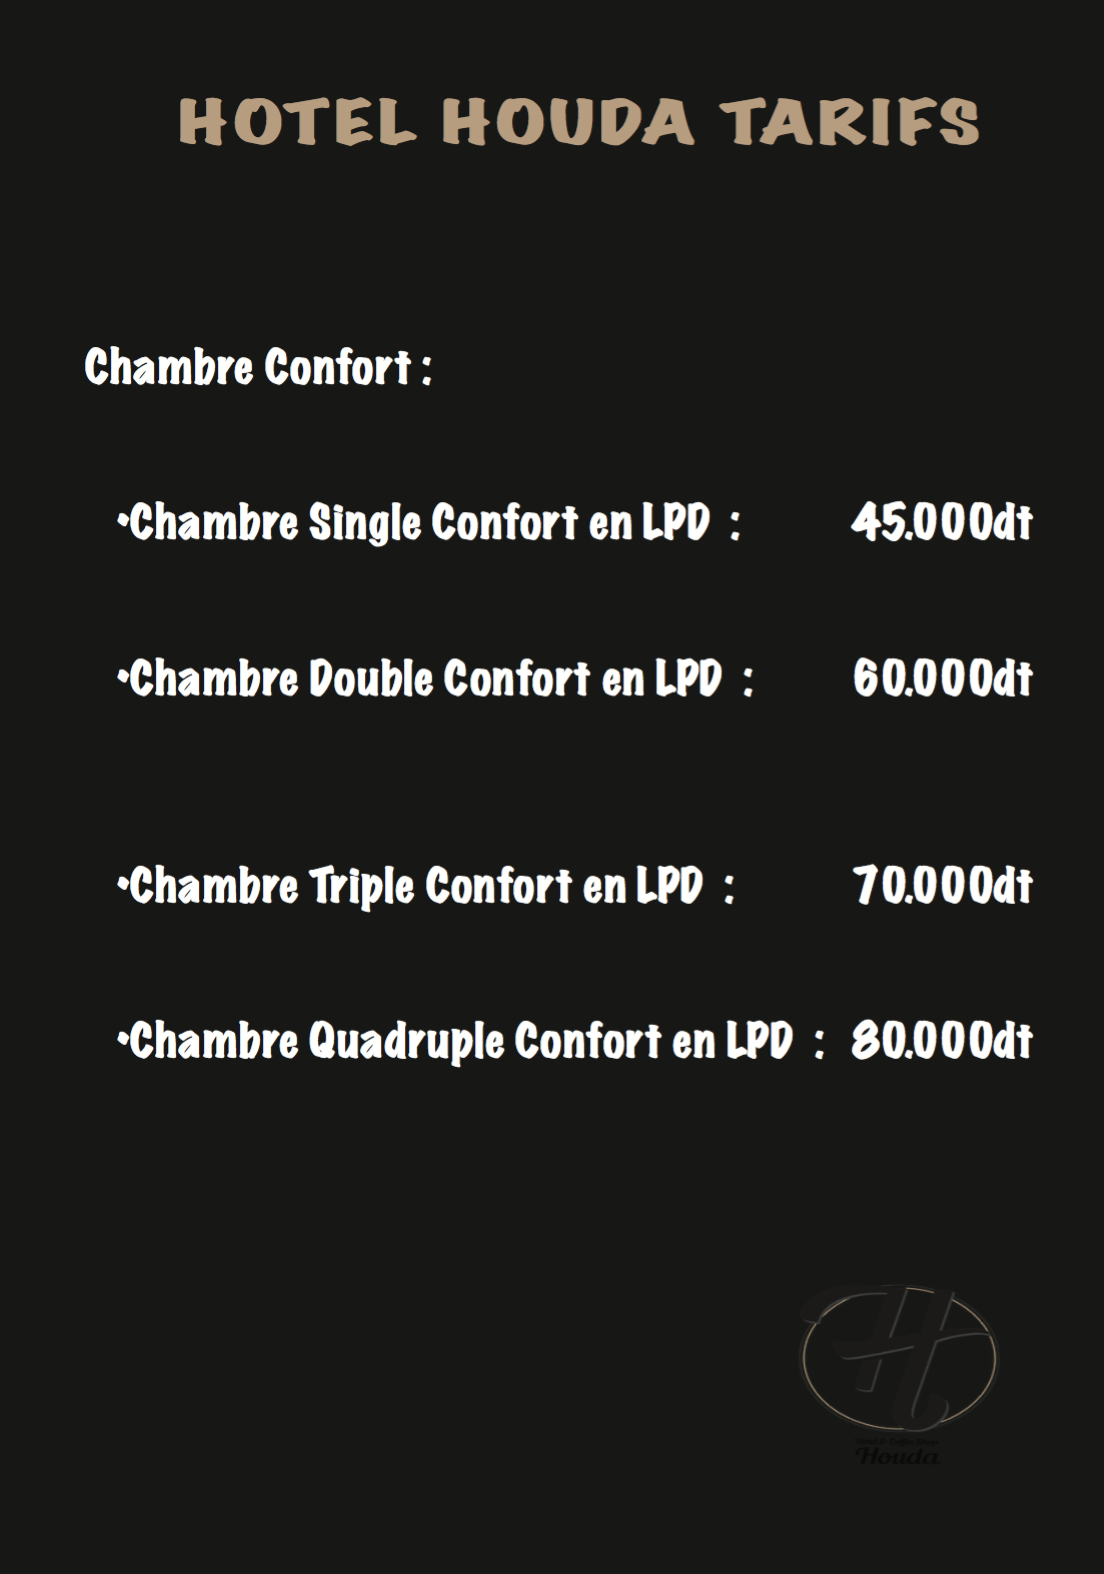 HOTEL HOUDA TARIFS
Chambre Confort :
•Chambre Single Confort en LPD : 45.000dt
•Chambre Double Confort en LPD : 60.000dt
•Chambre Triple Confort en LPD : 70.000dt
•Chambre Quadruple Confort en LPD : 80.000dt
H
Houda